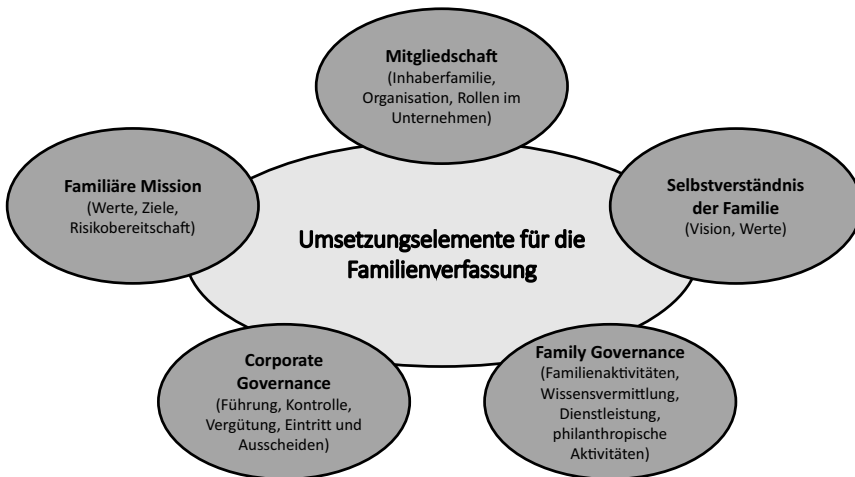 Mitgliedschaft
(Inhaberfamilie,
Organisation, Rollen im
Unternehmen)
Familiäre Mission
(Werte, Ziele,
Risikobereitschaft)
Selbstverständnis
der Familie
(Vision, Werte)
Umsetzungselemente für die
Familienverfassung
Corporate
Governance
(Führung, Kontrolle,
Vergütung, Eintritt und
Ausscheiden)
Family Governance
(Familienaktivitäten,
Wissensvermittlung,
Dienstleistung,
philanthropische
Aktivitäten)